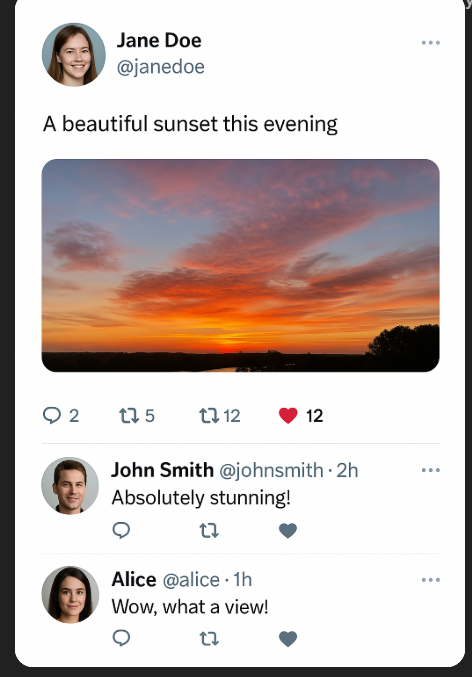 Jane Doe
@janedoe
A beautiful sunset this evening
2 5 12 12
John Smith @johnsmith · 2h
Absolutely stunning!
Alice @alice · 1h
Wow, what a view!